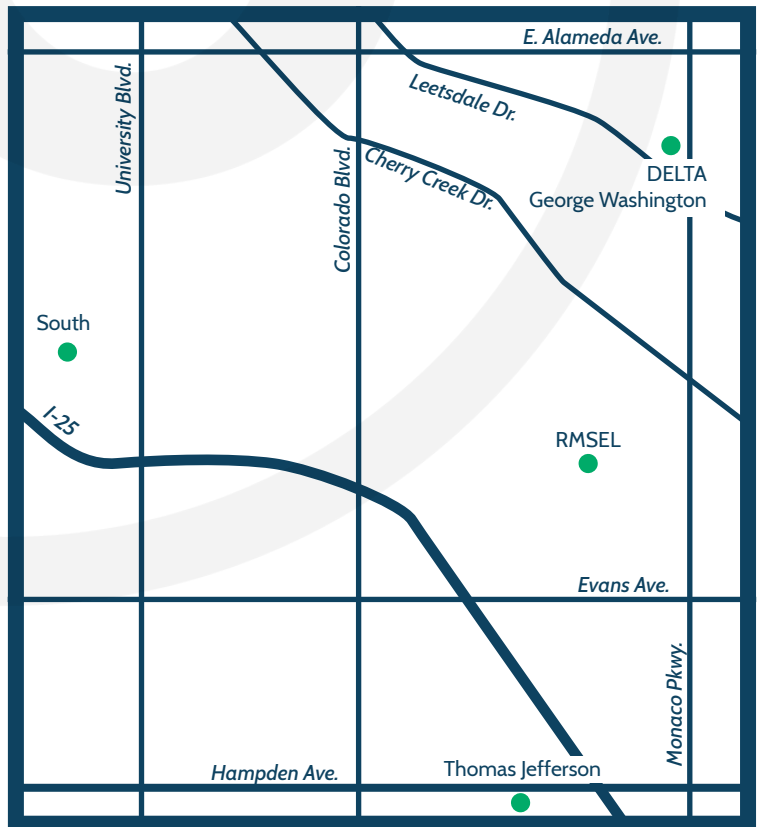 E. Alameda Ave.
University Blvd.
Leetsdale Dr.
Colorado Blvd.
Cherry Creek Dr.
DELTA
George Washington
South
I-25
RMSEL
Evans Ave.
Monaco Pkwy.
Hampden Ave.
Thomas Jefferson